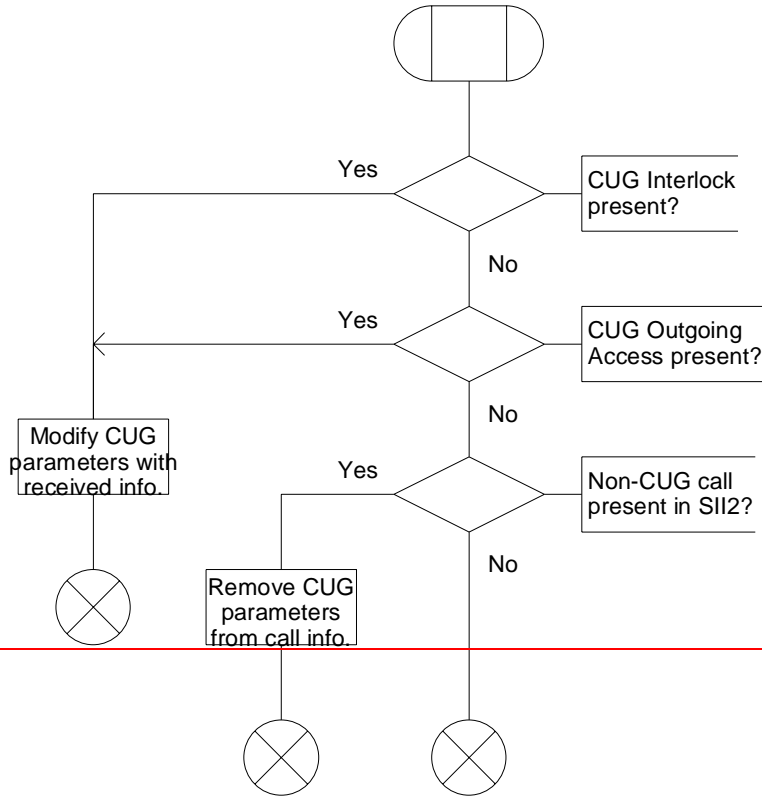 Yes
CUG Interlock
present?
No
Yes
CUG Outgoing
Access present?
No
Modify CUG
parameters with
received info.
Yes
Non-CUG call
present in SII2?
No
Remove CUG
parameters
from call info.